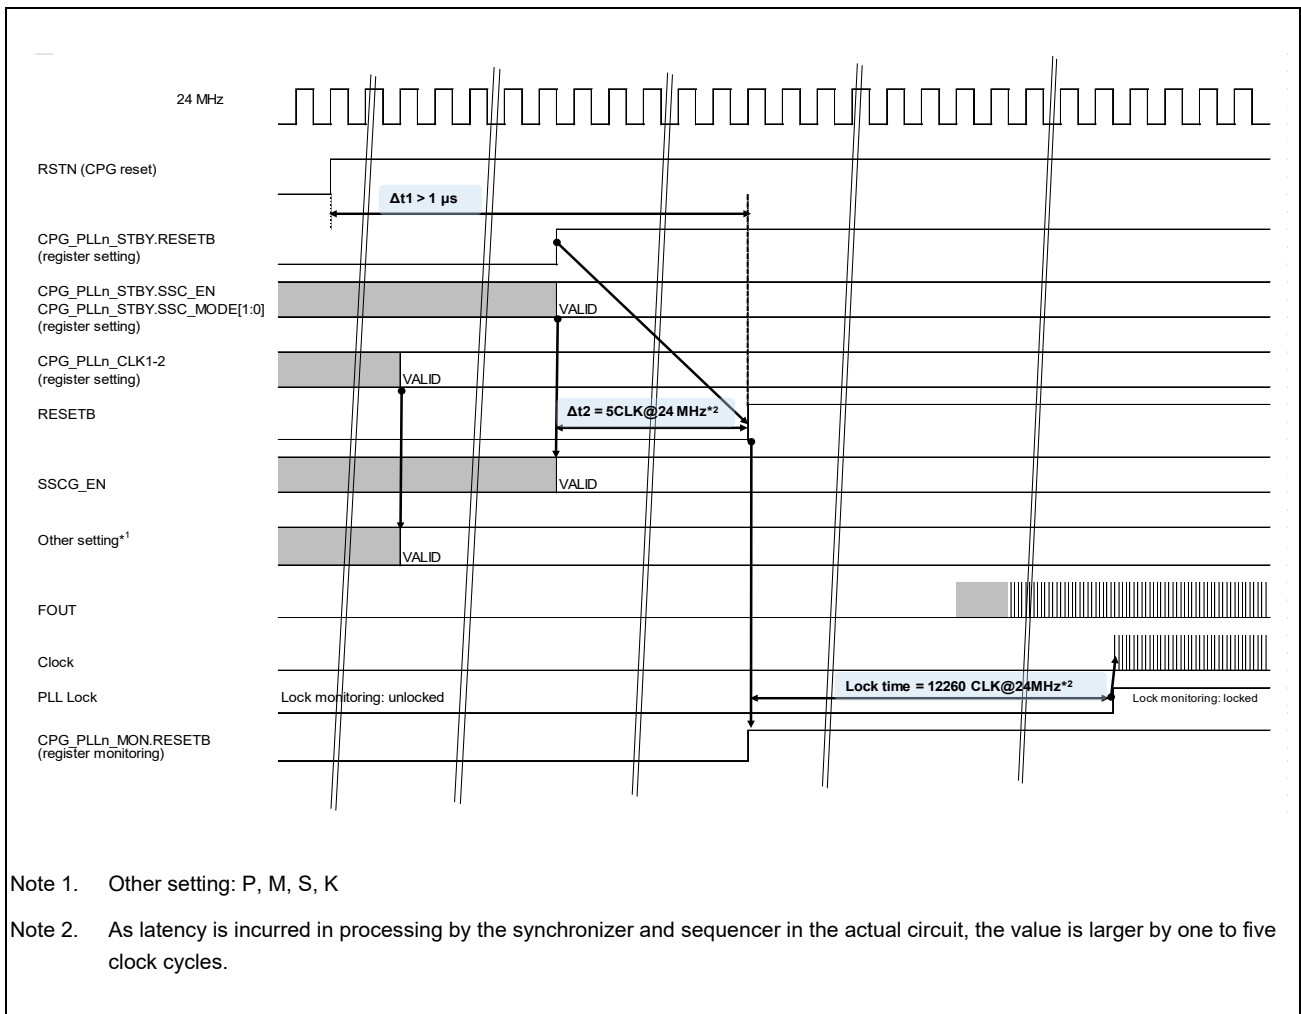 24 MHz
RSTN (CPG reset)
Δt1 > 1 µs
CPG_PLLn_STBY.RESETB
(register setting)
CPG_PLLn_STBY.SSC_EN
CPG_PLLn_STBY.SSC_MODE[1:0]
(register setting)
VALID
CPG_PLLn_CLK1-2
(register setting)
VALID
RESETB
Δt2 = 5CLK@24 MHz*2
SSCG_EN
VALID
Other setting*1
VALID
FOUT
Clock
Lock time = 12260 CLK@24MHz*2
PLL Lock
Lock monitoring: unlocked
Lock monitoring: locked
CPG_PLLn_MON.RESETB
(register monitoring)
Note 1. Other setting: P, M, S, K
Note 2. As latency is incurred in processing by the synchronizer and sequencer in the actual circuit, the value is larger by one to five
clock cycles.